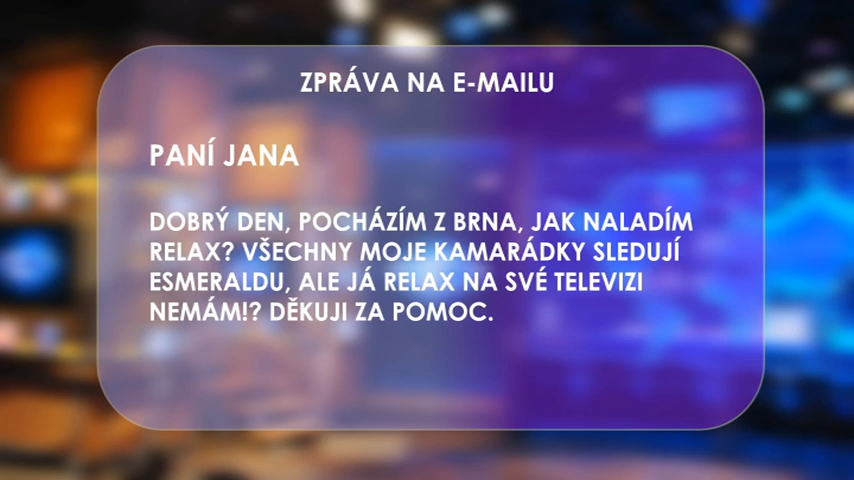 ZPRÁVA NA E-MAILU
PANÍ JANA
DOBRÝ DEN, POCHÁZÍM Z BRNA, JAK NALADÍM
RELAX? VŠECHNY MOJE KAMARÁDKY SLEDUJÍ
ESMERALDU, ALE JÁ RELAX NA SVÉ TELEVIZI
NEMÁM!? DĚKUJI ZA POMOC.